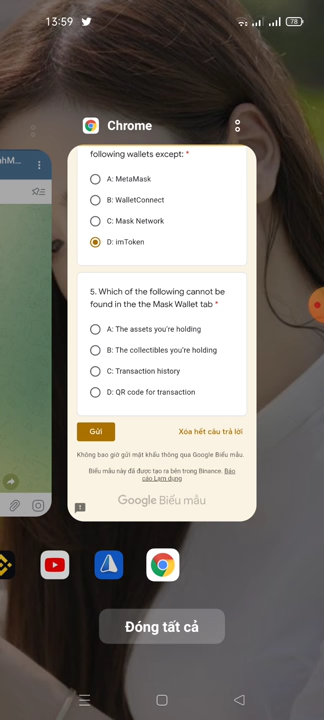 13:59
78
Chrome
hM...
following wallets except: *
A: MetaMask
B: WalletConnect
C: Mask Network
D: imToken
5. Which of the following cannot be
found in the the Mask Wallet tab *
A: The assets you're holding
B: The collectibles you're holding
C: Transaction history
D: QR code for transaction
Gửi
Xóa hết câu trả lời
Không bao giờ gửi mật khẩu thông qua Google Biểu mẫu.
Biểu mẫu này đã được tạo ra bên trong Binance. Báo
cáo Lạm dụng
Google Biểu mẫu
Đóng tất cả